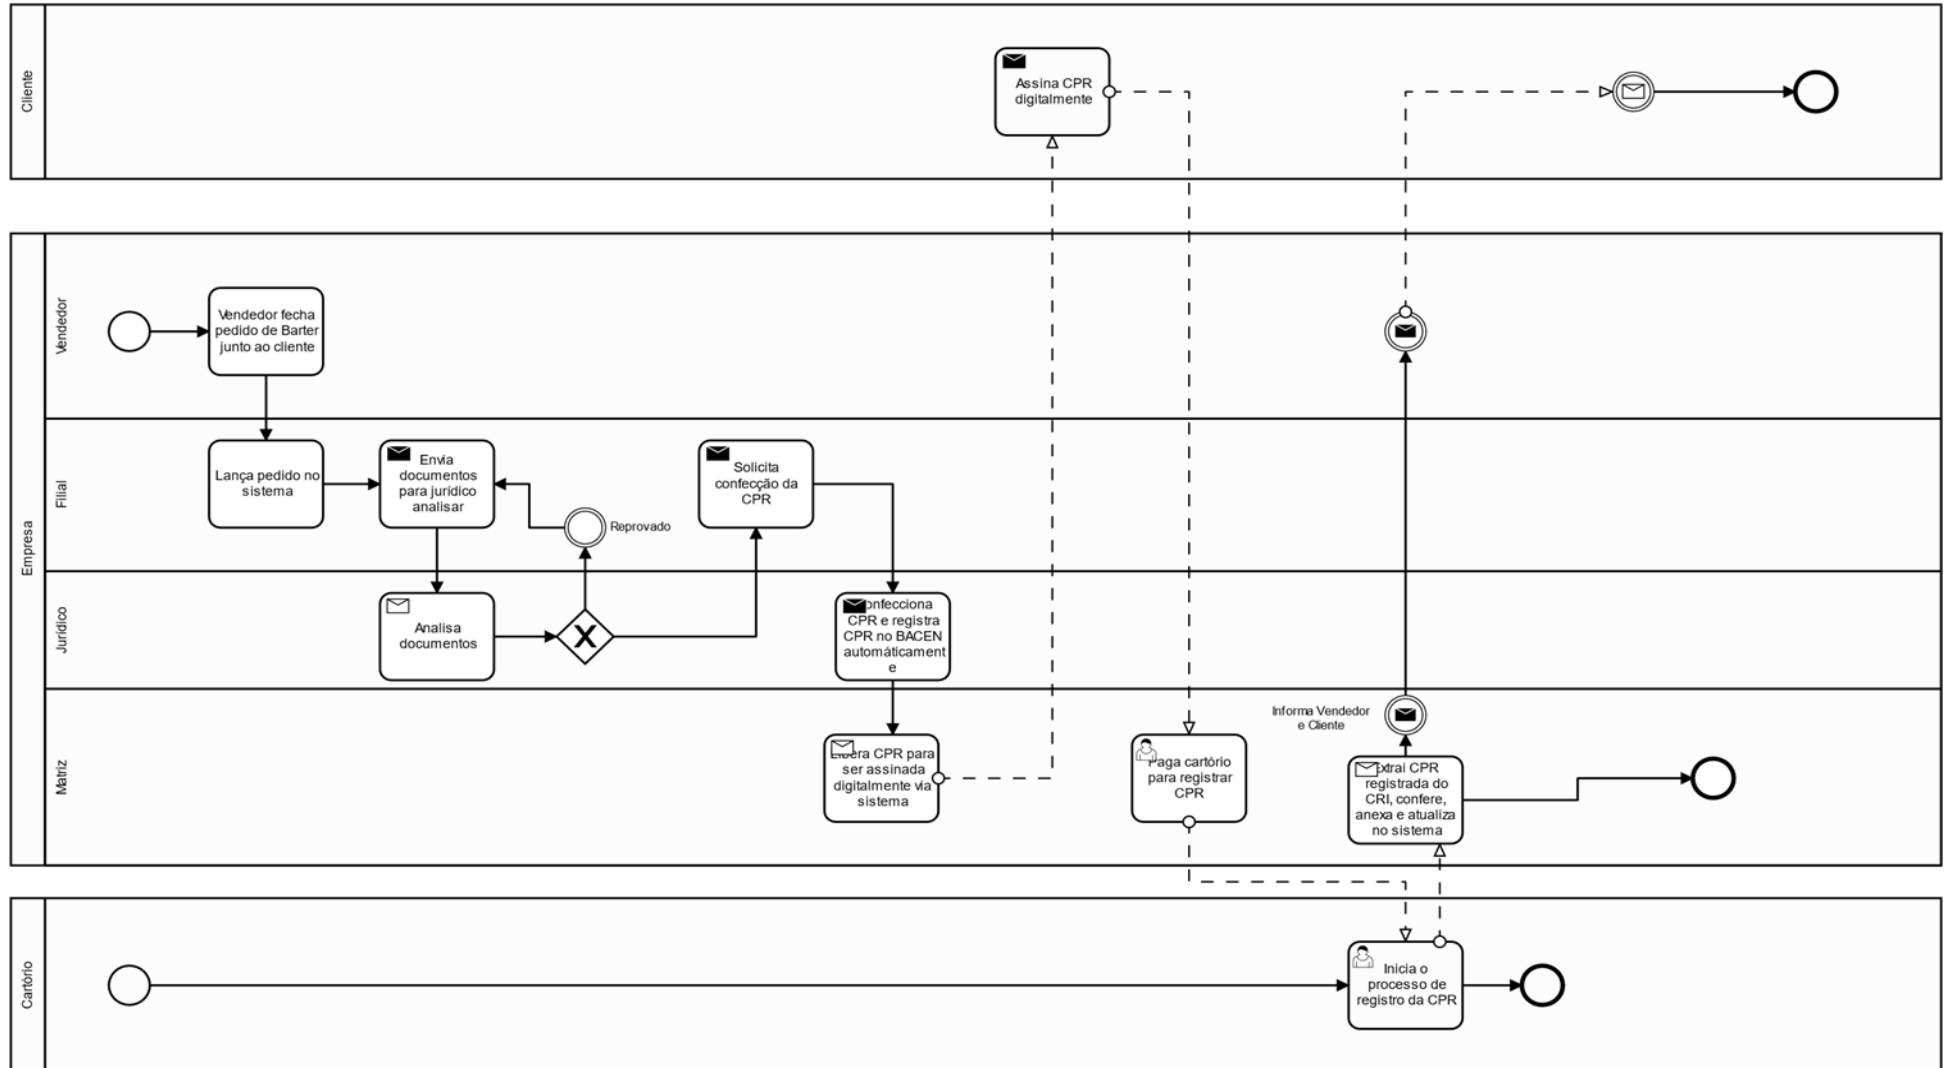 Cliente
Assina CPR
digitalmente
Empresa
Vendedor
Vendedor fecha
pedido de Barter
junto ao cliente
Filial
Lança pedido no
sistema
Envia
documentos
para jurídico
analisar
Reprovado
Solicita
confecção da
CPR
Jurídico
Analisa
documentos
X
onfecciona
CPR e registra
CPR no BACEN
automáticament
e
Matriz
Libera CPR para
ser assinada
digitalmente via
sistema
Paga cartório
para registrar
CPR
Informa Vendedor
e Cliente
Extrai CPR
registrada do
CRI, confere,
anexa e atualiza
no sistema
Cartório
Inicia o
processo de
registro da CPR